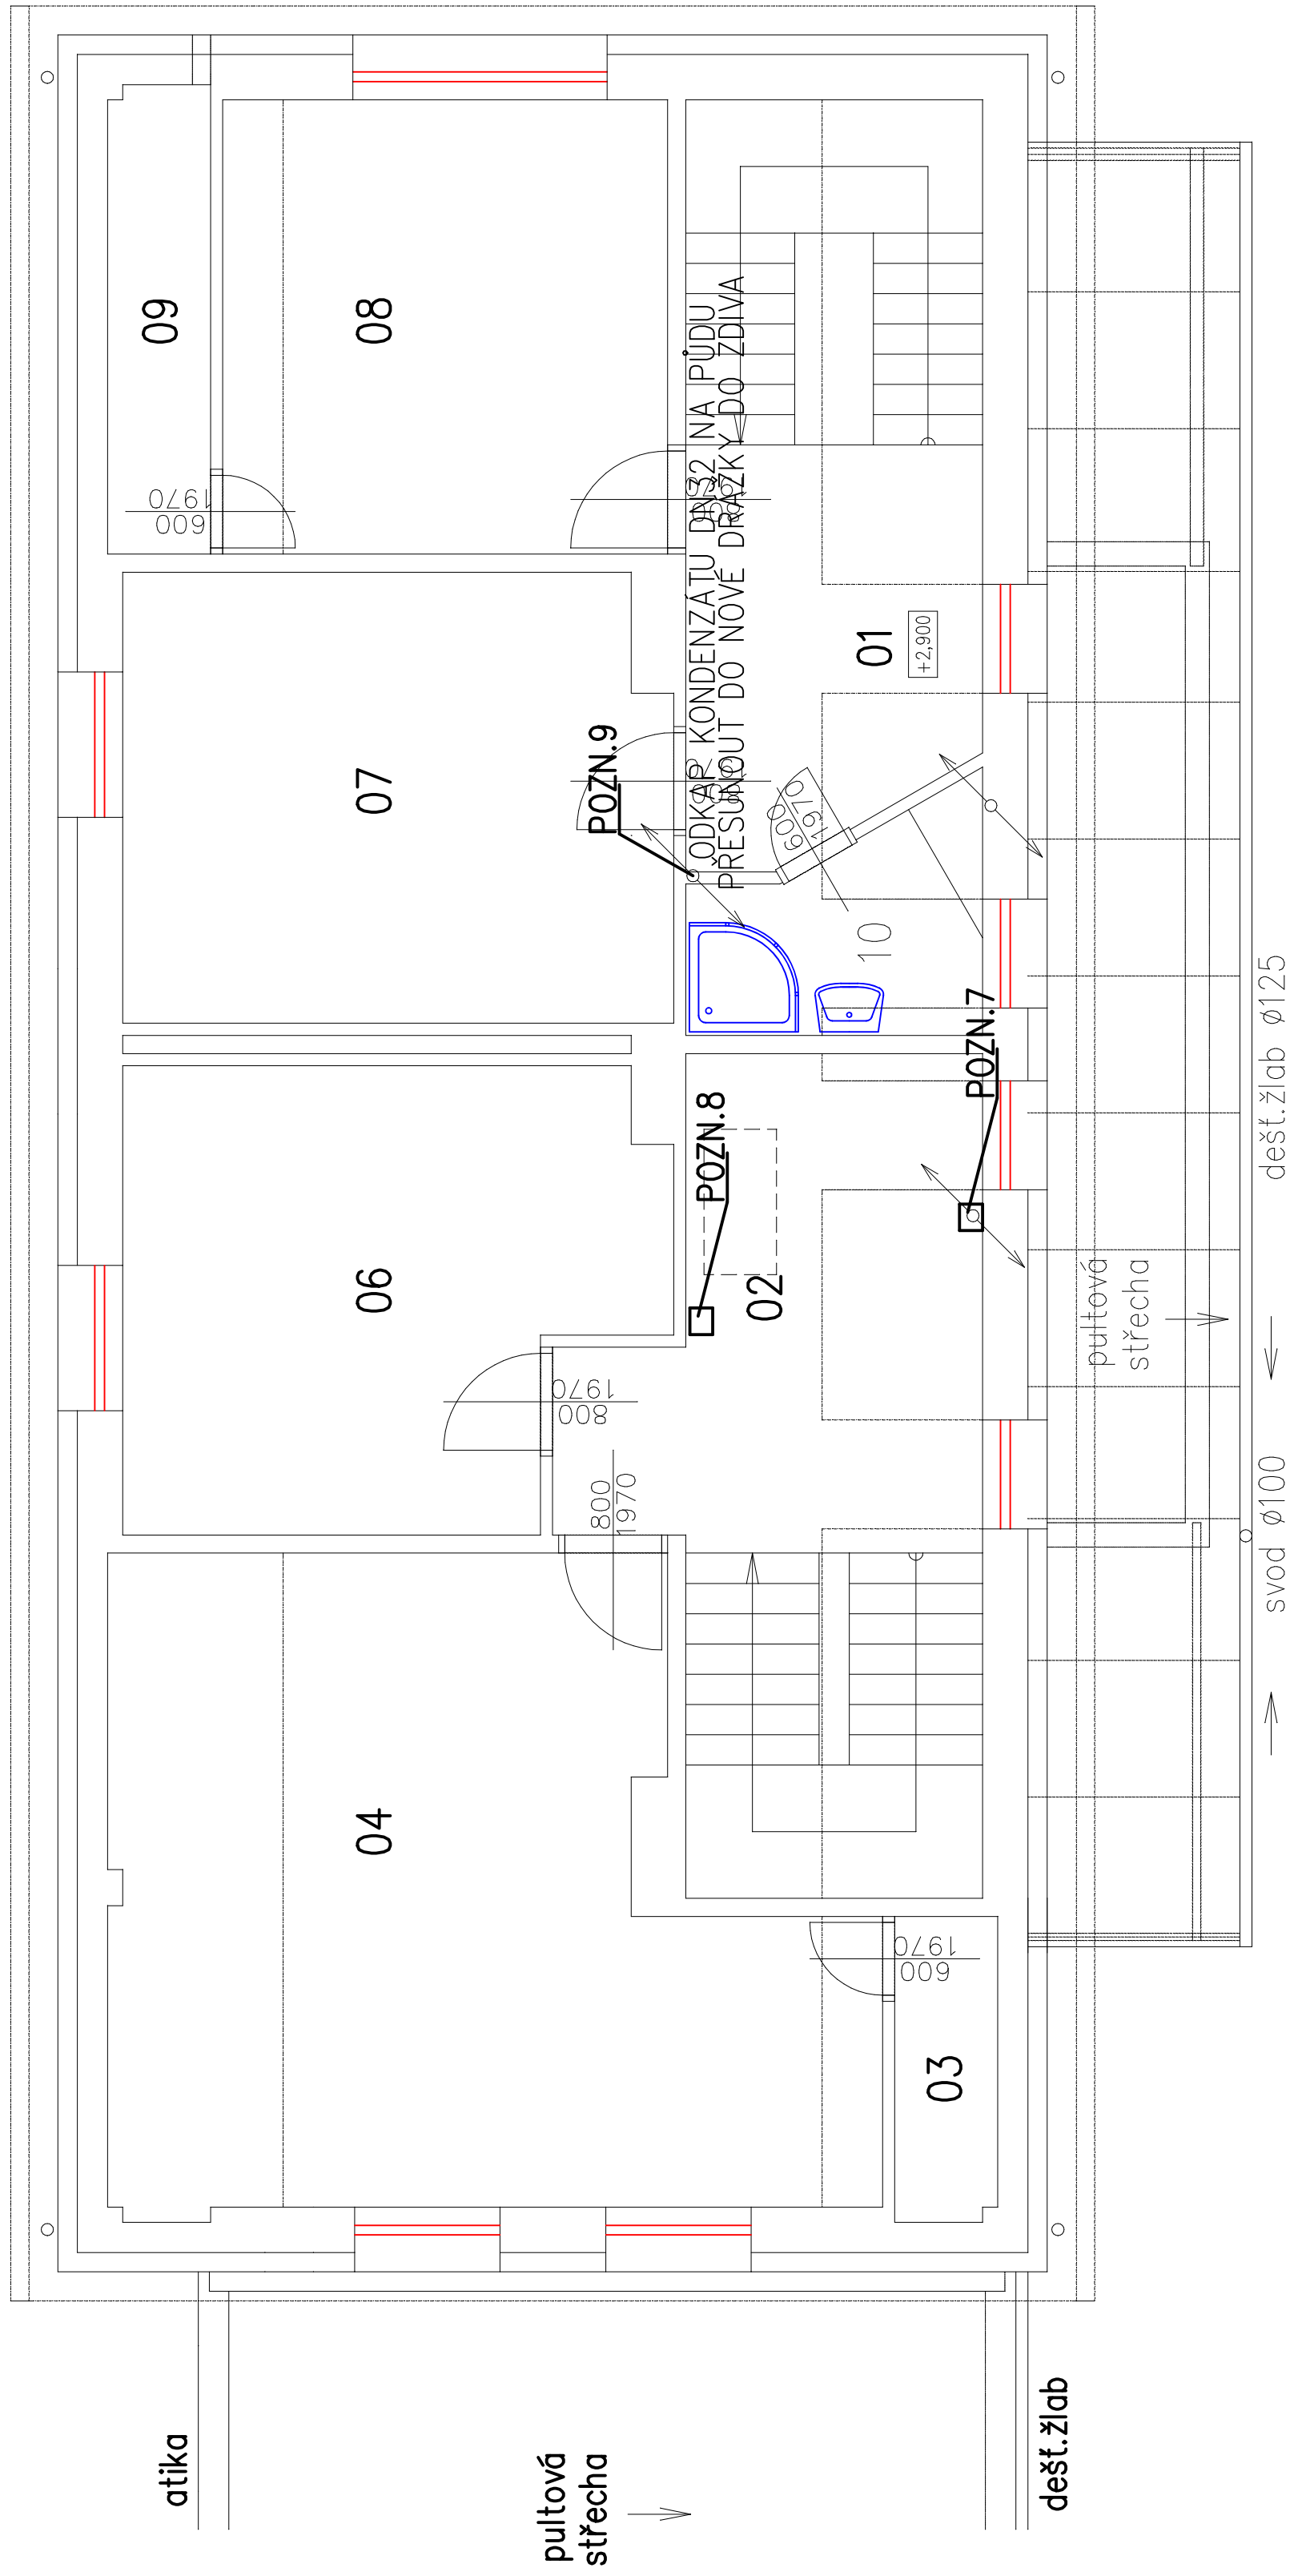 09
08
600
1970
ODKAP KONDENZÁTU DN32 NA PŮDU
PŘESUNOUT DO NOVÉ DRÁŽKY DO ZDIVA
01
+2,900
07
POZN.9
600
1970
10
POZN.7
POZN.8
02
06
800
1970
800
1970
pultová
střecha
dešt.žlab ø125
svod ø100
04
600
1970
03
atika
pultová
střecha
dešt.žlab